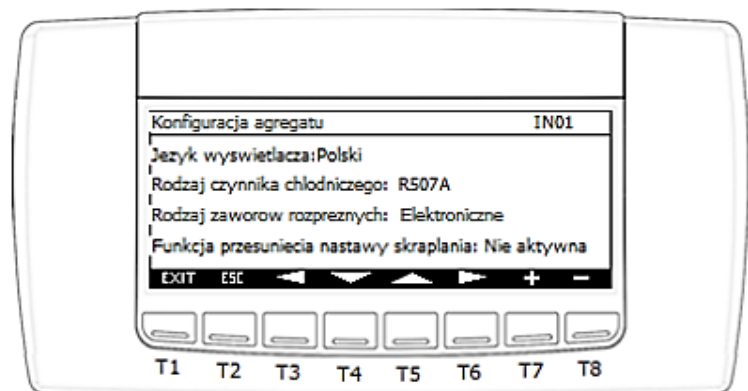 Konfiguracja agregatu IN01
Jezyk wyswietlacza:Polski
Rodzaj czynnika chlodniczego: R507A
Rodzaj zaworow rozpreznych: Elektroniczne
Funkcja przesuniecia nastawy skraplania: Nie aktywna
EXIT ESC + −
T1 T2 T3 T4 T5 T6 T7 T8